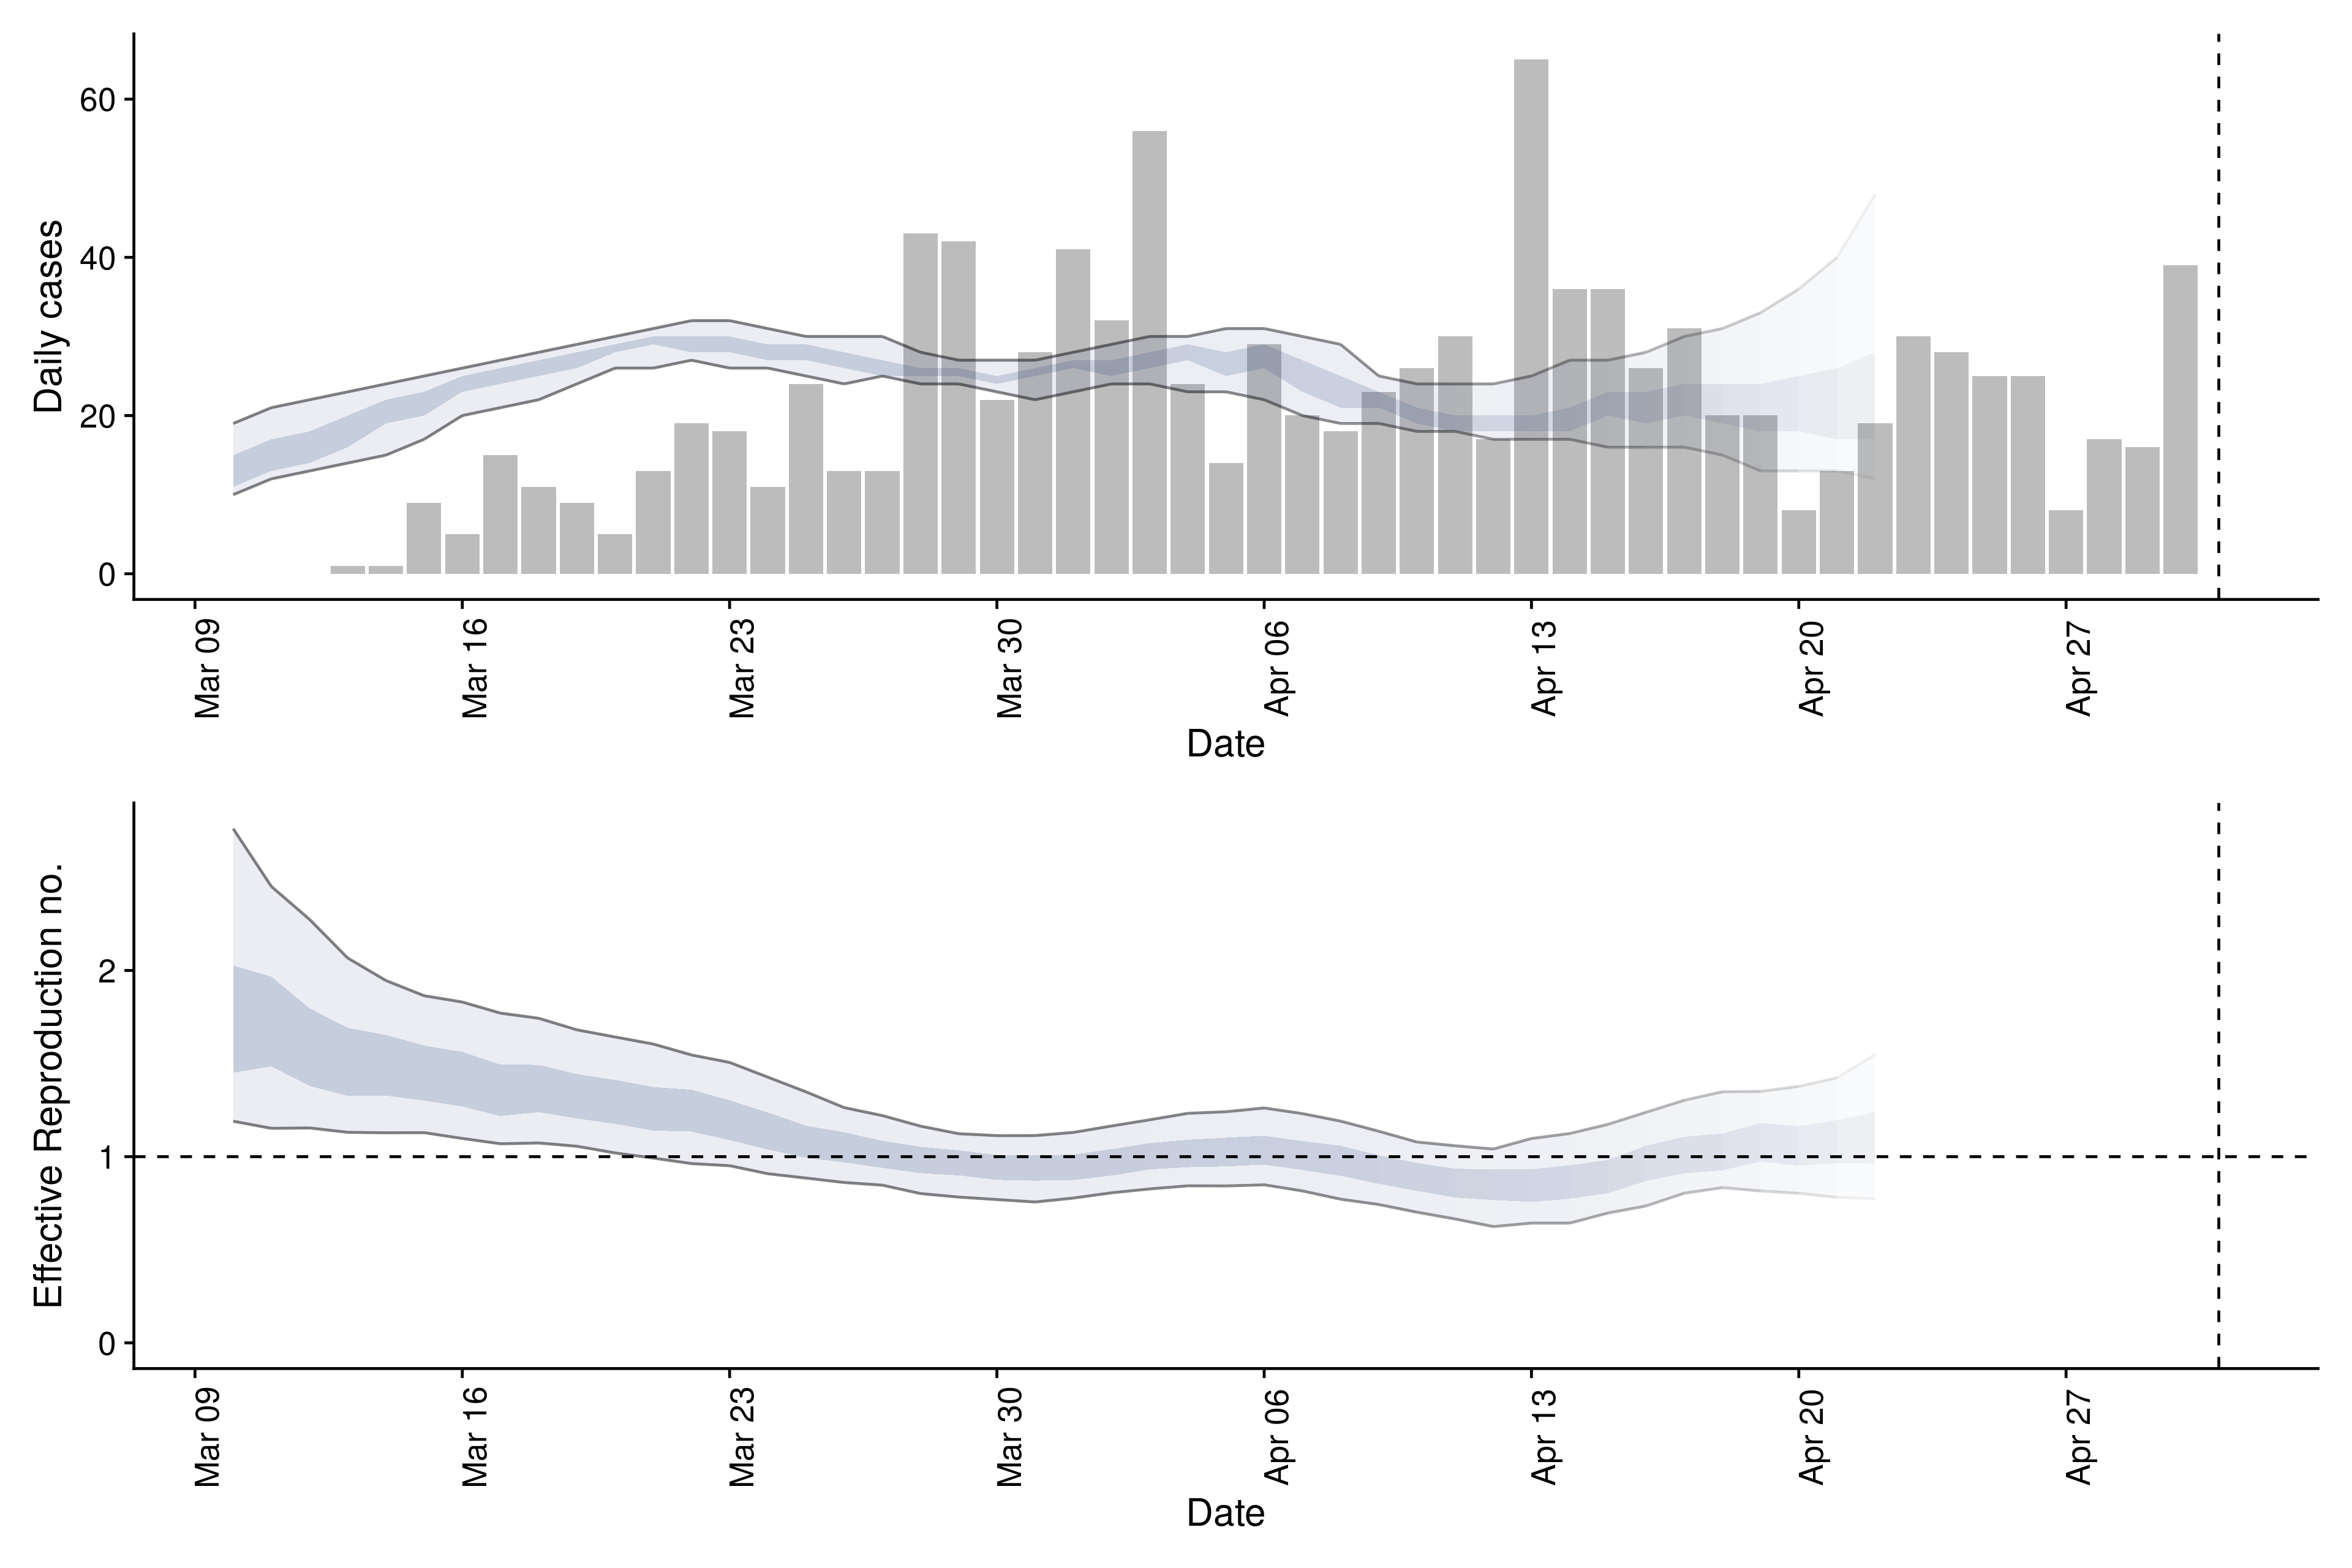 Daily cases
60
40
20
0
Mar 09
Mar 16
Mar 23
Mar 30
Apr 06
Apr 13
Apr 20
Apr 27
Date
Effective Reproduction no.
2
1
0
Mar 09
Mar 16
Mar 23
Mar 30
Apr 06
Apr 13
Apr 20
Apr 27
Date